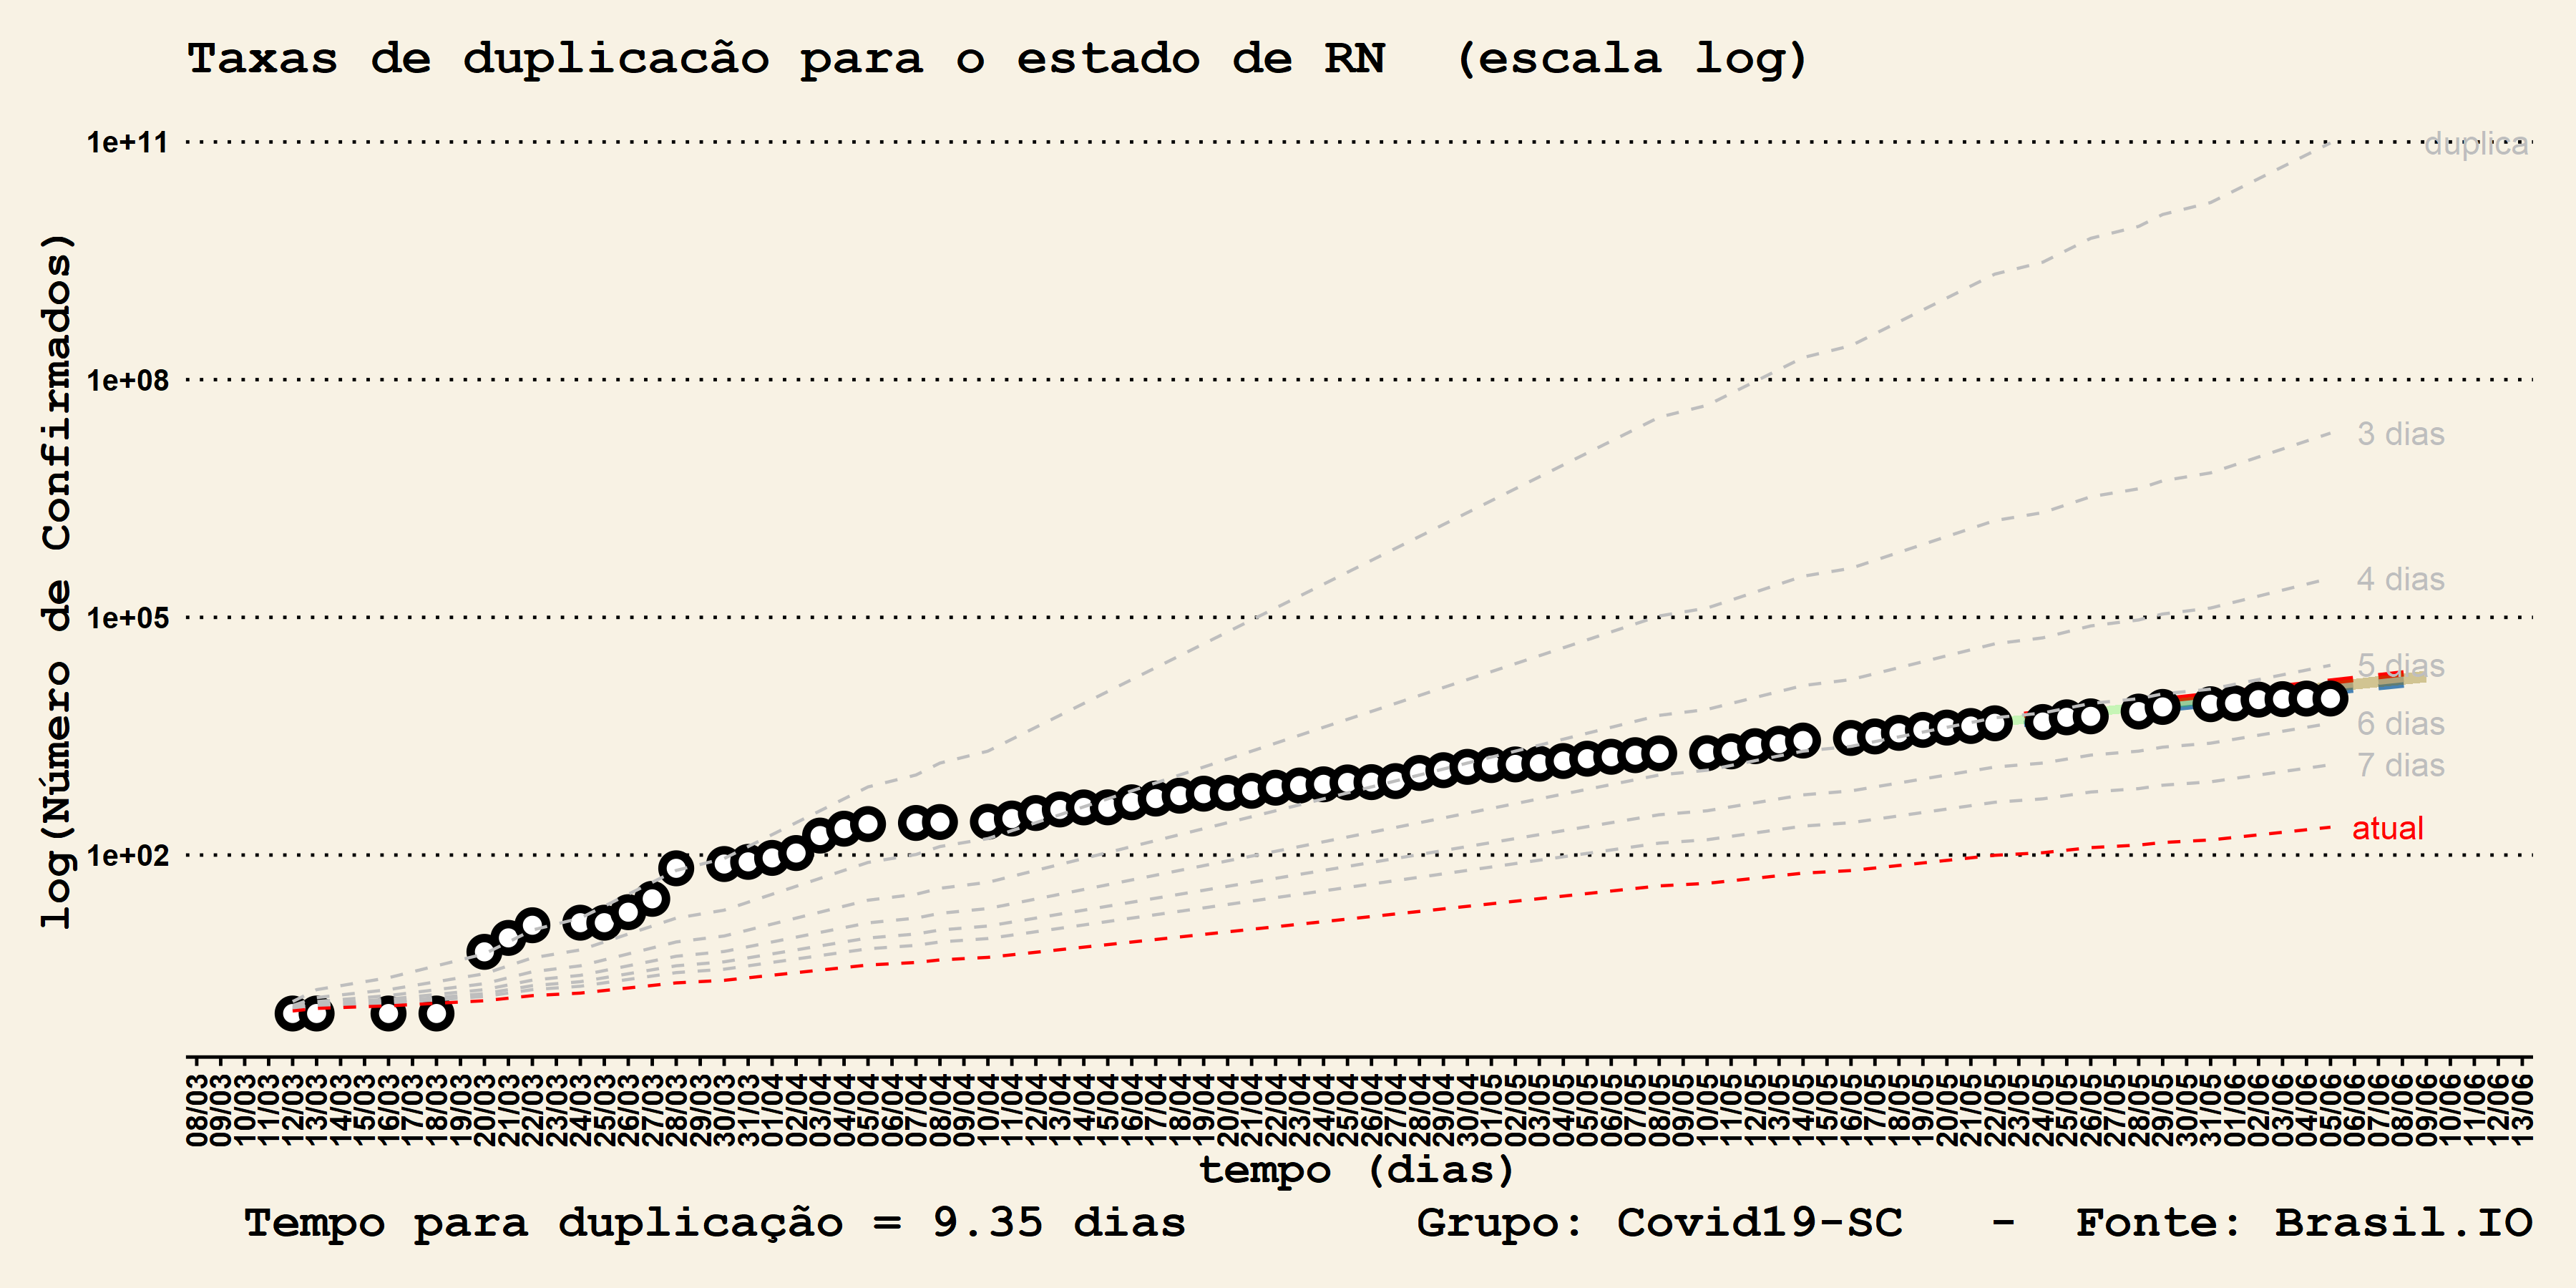 Taxas de duplicacão para o estado de RN (escala log)
log(Número de Confirmados)
1e+11
1e+08
1e+05
1e+02
duplica
3 dias
4 dias
5 dias
6 dias
7 dias
atual
08/03 09/03 10/03 11/03 12/03 13/03 14/03 15/03 16/03 17/03 18/03 19/03 20/03 21/03 22/03 23/03 24/03 25/03 26/03 27/03 28/03 29/03 30/03 31/03 01/04 02/04 03/04 04/04 05/04 06/04 07/04 08/04 09/04 10/04 11/04 12/04 13/04 14/04 15/04 16/04 17/04 18/04 19/04 20/04 21/04 22/04 23/04 24/04 25/04 26/04 27/04 28/04 29/04 30/04 01/05 02/05 03/05 04/05 05/05 06/05 07/05 08/05 09/05 10/05 11/05 12/05 13/05 14/05 15/05 16/05 17/05 18/05 19/05 20/05 21/05 22/05 23/05 24/05 25/05 26/05 27/05 28/05 29/05 30/05 31/05 01/06 02/06 03/06 04/06 05/06 06/06 07/06 08/06 09/06 10/06 11/06 12/06 13/06
tempo (dias)
Tempo para duplicação = 9.35 dias Grupo: Covid19-SC - Fonte: Brasil.IO